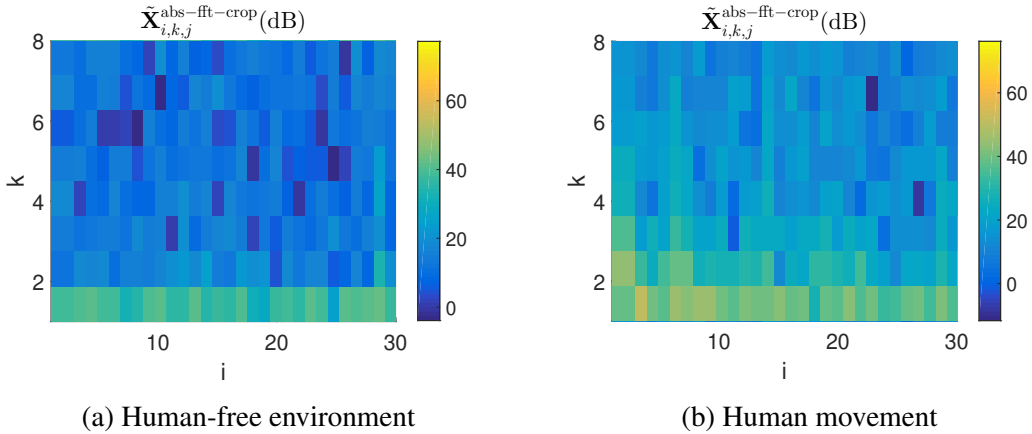 X̃i,k,j^abs−fft−crop(dB)
8
6
4
2
k
10
20
30
i
60
40
20
0
(a) Human-free environment
X̃i,k,j^abs−fft−crop(dB)
8
6
4
2
k
10
20
30
i
60
40
20
0
(b) Human movement